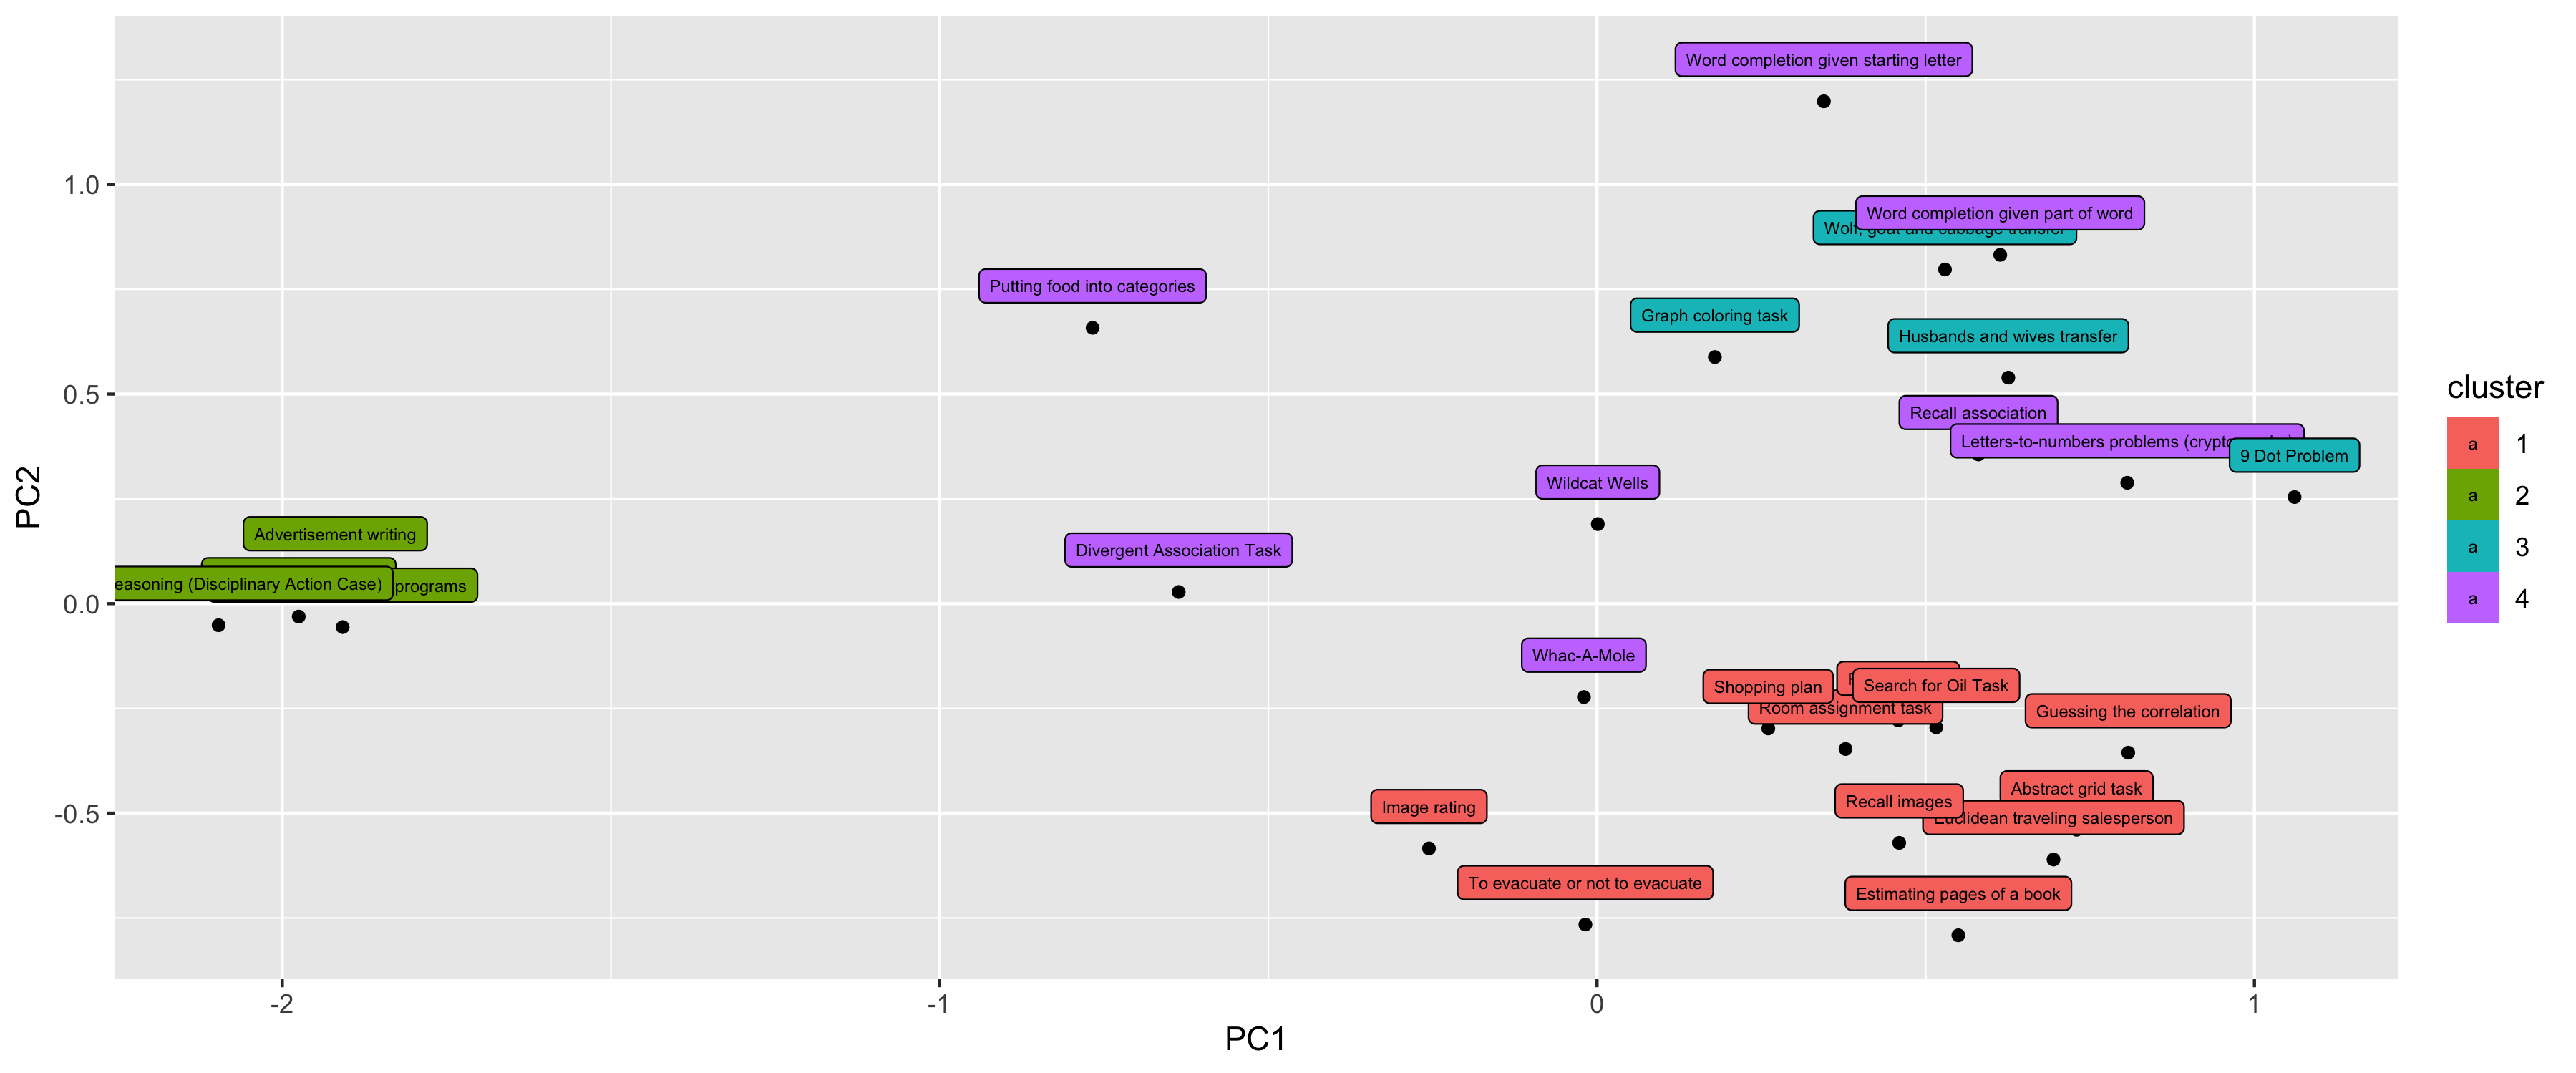 Word completion given starting letter
Word completion given part of word
Wolf, goat and cabbage transfer
Putting food into categories
Graph coloring task
Husbands and wives transfer
Recall association
Letters-to-numbers problems
9 Dot Problem
Wildcat Wells
Advertisement writing
Divergent Association Task
(Disciplinary Action Case)
programs
Whac-A-Mole
Shopping plan
Search for Oil Task
Room assignment task
Guessing the correlation
Abstract grid task
Recall images
Image rating
Euclidean traveling salesperson
To evacuate or not to evacuate
Estimating pages of a book
1.0
0.5
0.0
-0.5
PC2
-2
-1
0
1
PC1
cluster
a 1
a 2
a 3
a 4